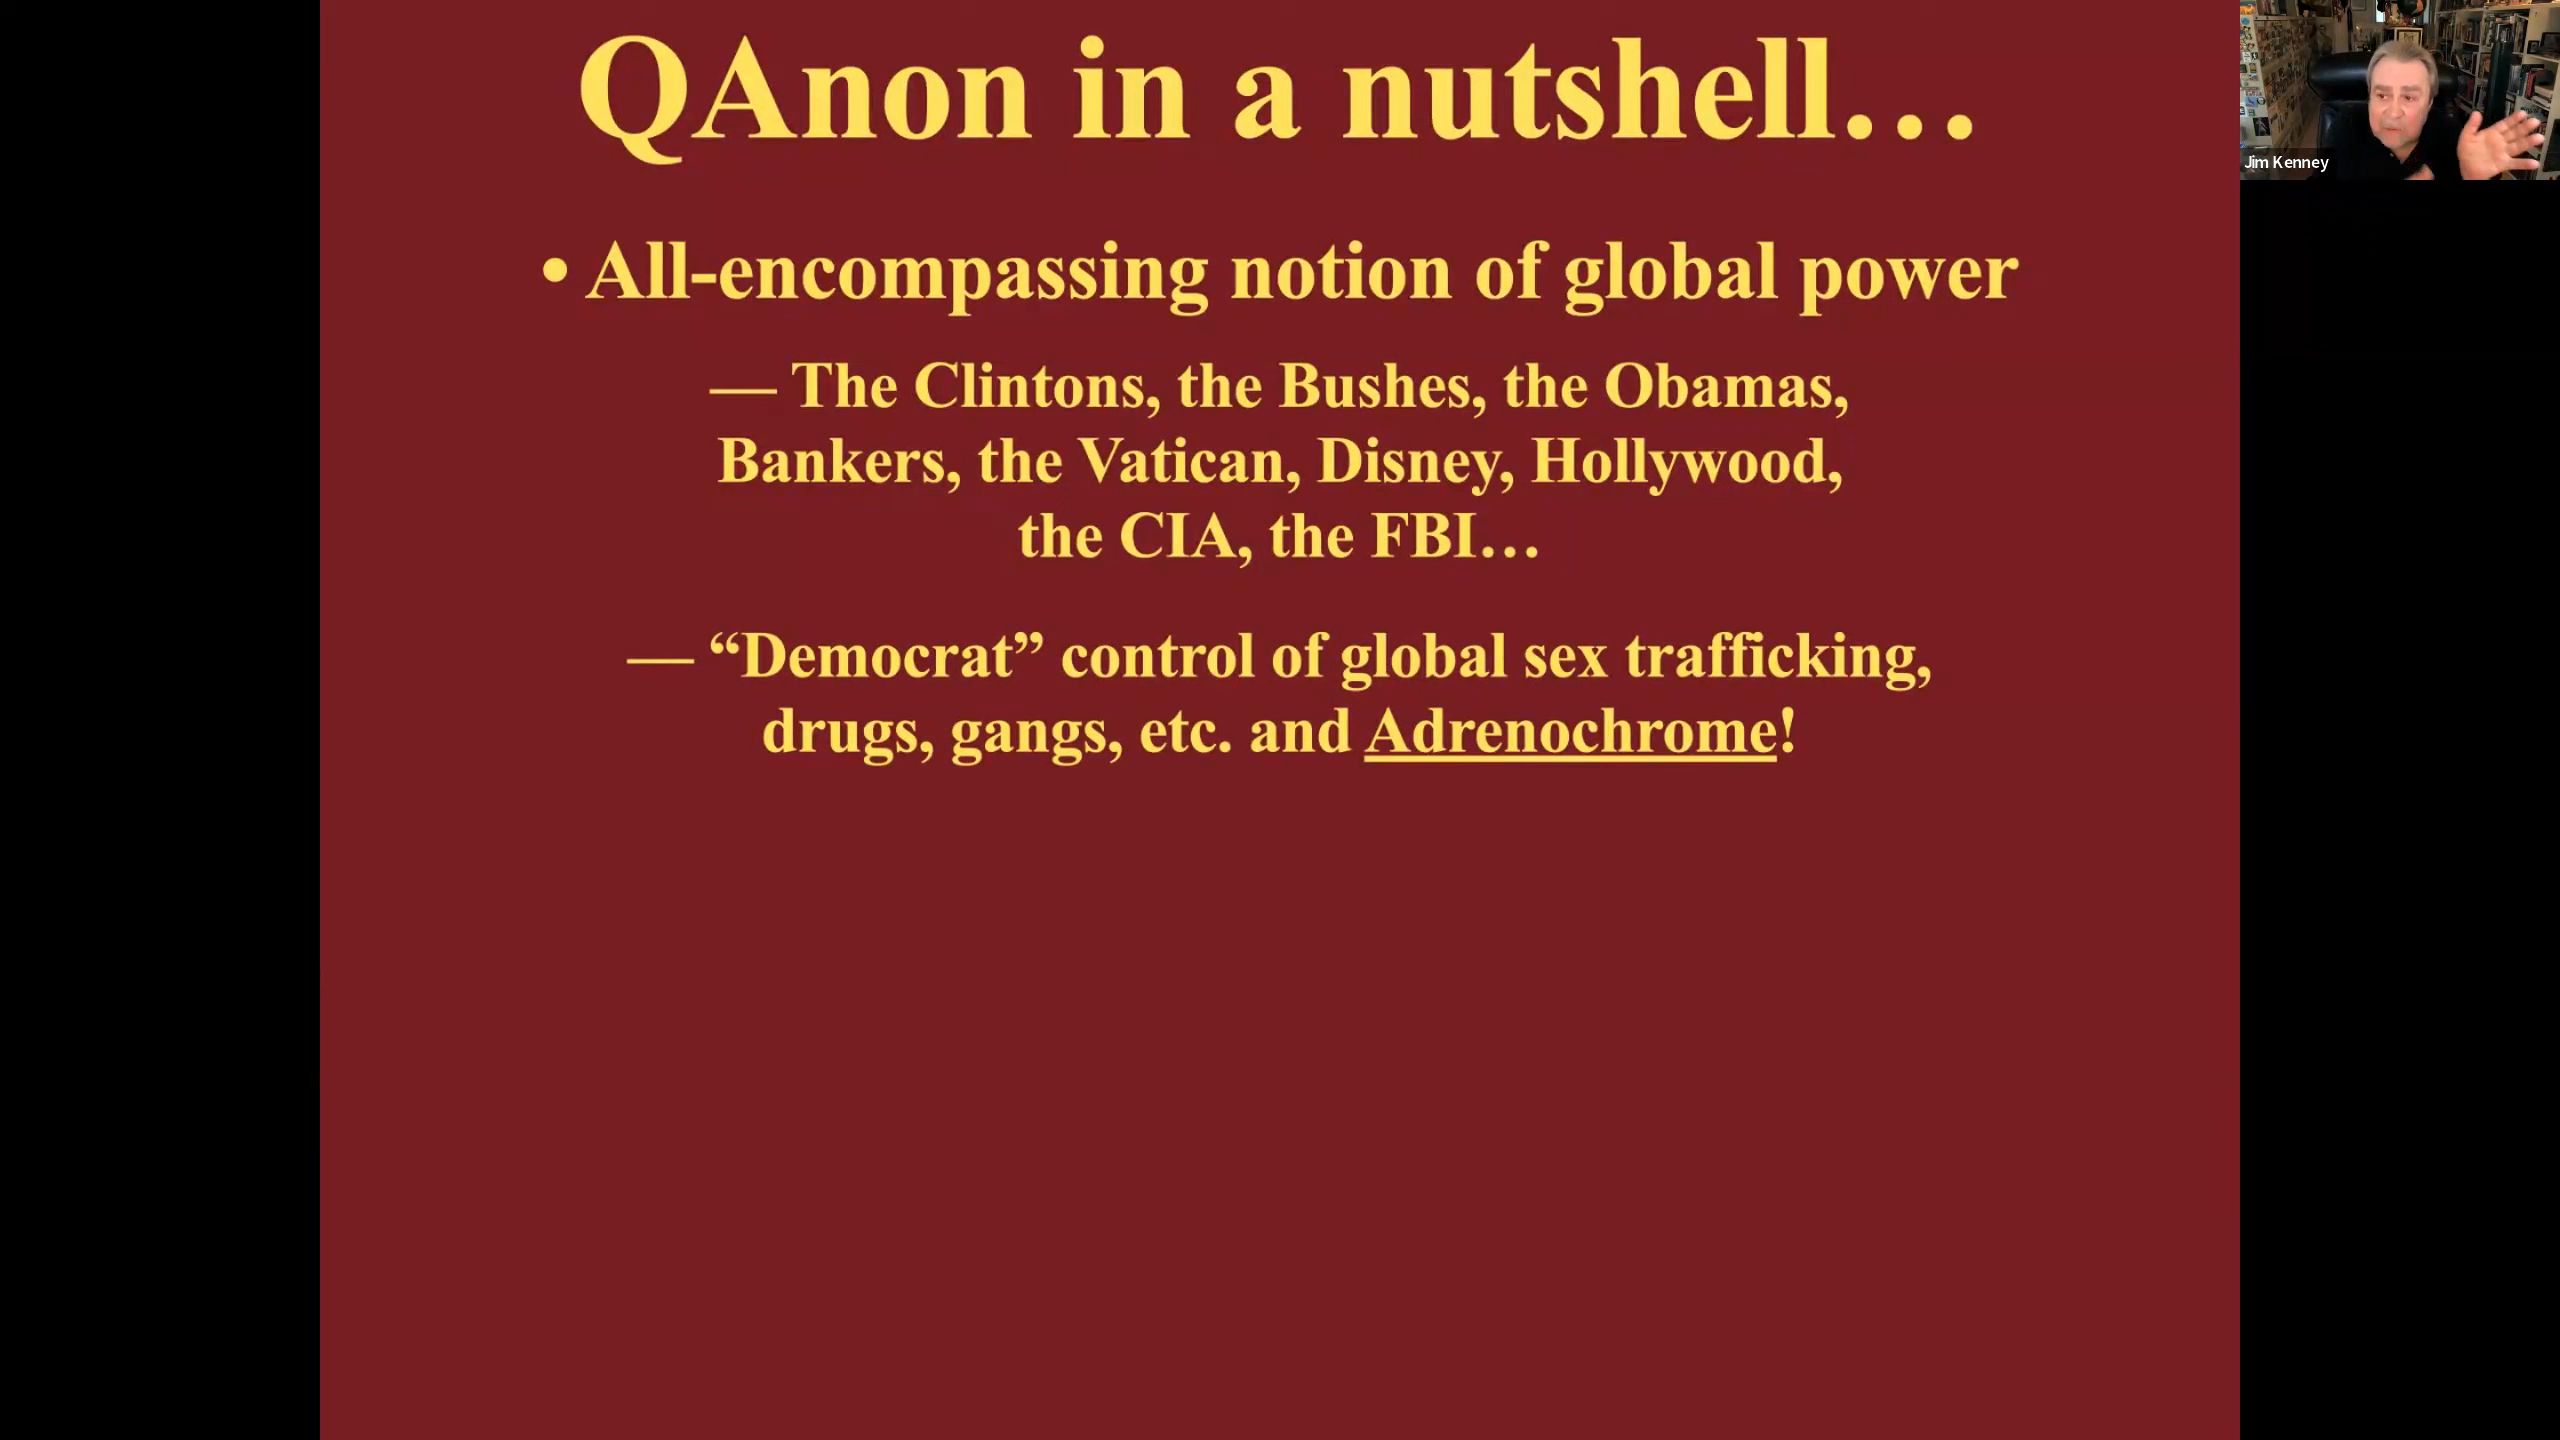 QAnon in a nutshell…
• All-encompassing notion of global power
— The Clintons, the Bushes, the Obamas,
Bankers, the Vatican, Disney, Hollywood,
the CIA, the FBI…
— “Democrat” control of global sex trafficking,
drugs, gangs, etc. and Adrenochrome!
Jim Kenney